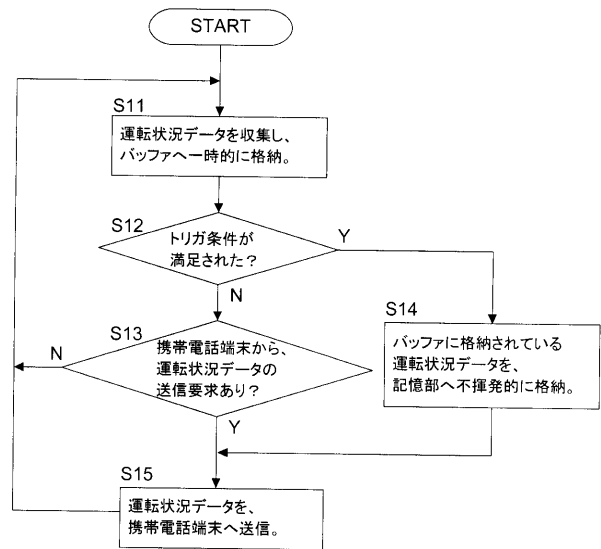 START
S11
運転状況データを収集し、
バッファへ一時的に格納。
S12
トリガ条件が
満足された?
Y
N
S13
携帯電話端末から、
運転状況データの
送信要求あり?
N
Y
S14
バッファに格納されている
運転状況データを、
記憶部へ不揮発的に格納。
S15
運転状況データを、
携帯電話端末へ送信。